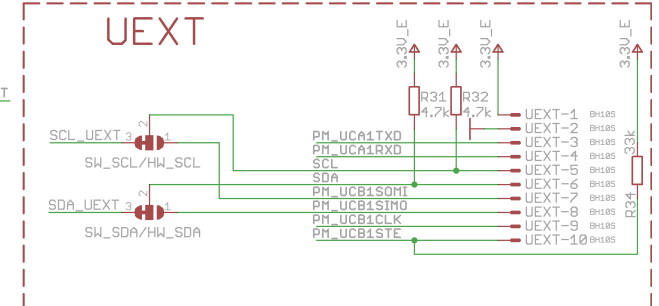 UEXT
3.3V_E
3.3V_E
3.3V_E
3.3V_E
T
R31
4.7k
R32
4.7k
33k
R34
SCL_UEXT 3
2
1
SW_SCL/HW_SCL
SDA_UEXT 3
2
1
SW_SDA/HW_SDA
PM_UCA1TXD
PM_UCA1RXD
SCL
SDA
PM_UCB1SOMI
PM_UCB1SIMO
PM_UCB1CLK
PM_UCB1STE
UEXT-1 BH10S
UEXT-2 BH10S
UEXT-3 BH10S
UEXT-4 BH10S
UEXT-5 BH10S
UEXT-6 BH10S
UEXT-7 BH10S
UEXT-8 BH10S
UEXT-9 BH10S
UEXT-10 BH10S